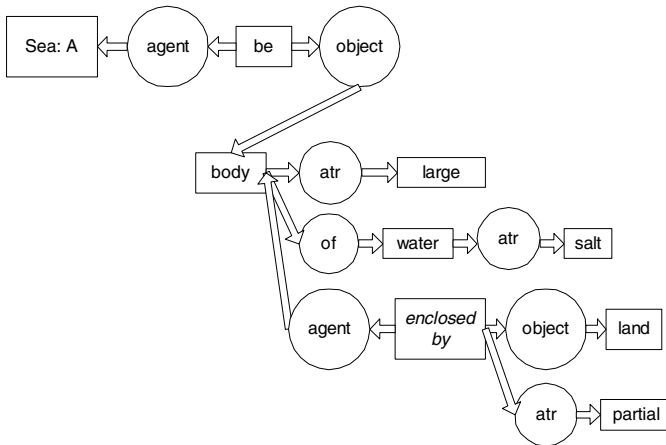 Sea: A
agent
be
object
body
atr
large
of
water
atr
salt
agent
enclosed
by
object
land
atr
partial